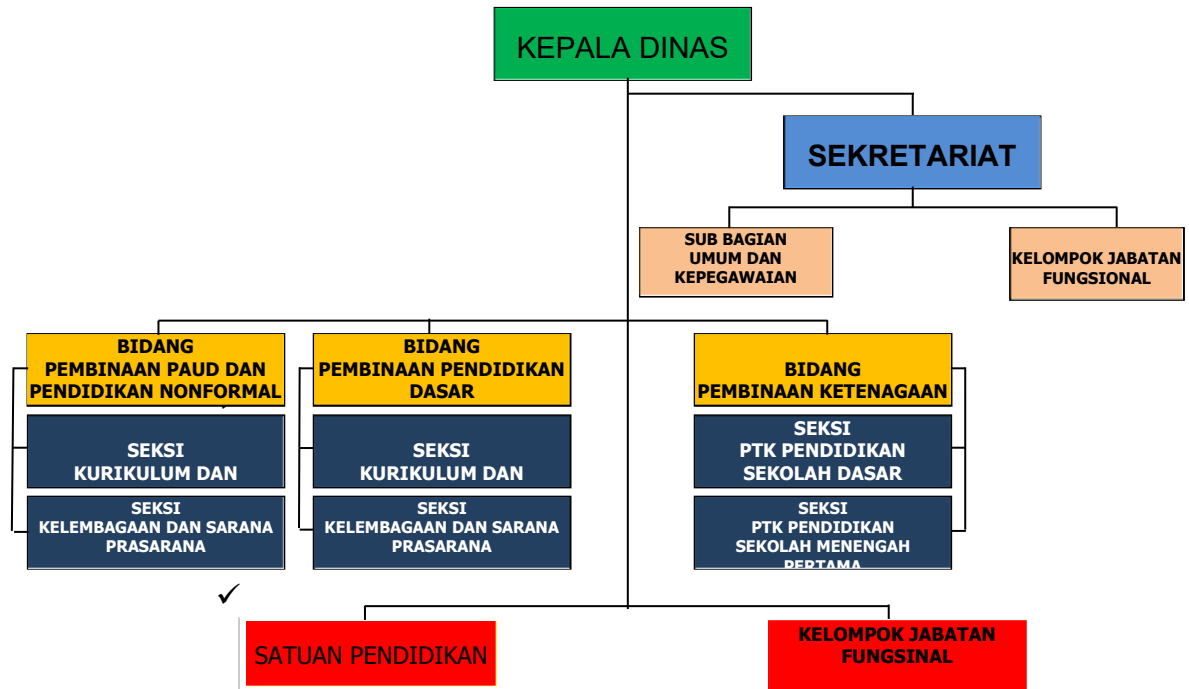 KEPALA DINAS
SEKRETARIAT
SUB BAGIAN
UMUM DAN
KEPEGAWAIAN
KELOMPOK JABATAN
FUNGSIONAL
BIDANG
PEMBINAAN PAUD DAN
PENDIDIKAN NONFORMAL
BIDANG
PEMBINAAN PENDIDIKAN
DASAR
BIDANG
PEMBINAAN KETENAGAAN
SEKSI
KURIKULUM DAN
SEKSI
KURIKULUM DAN
SEKSI
PTK PENDIDIKAN
SEKOLAH DASAR
SEKSI
KELEMBAGAAN DAN SARANA
PRASARANA
SEKSI
KELEMBAGAAN DAN SARANA
PRASARANA
SEKSI
PTK PENDIDIKAN
SEKOLAH MENENGAH
PERTAMA
✓
SATUAN PENDIDIKAN
KELOMPOK JABATAN
FUNGSINAL